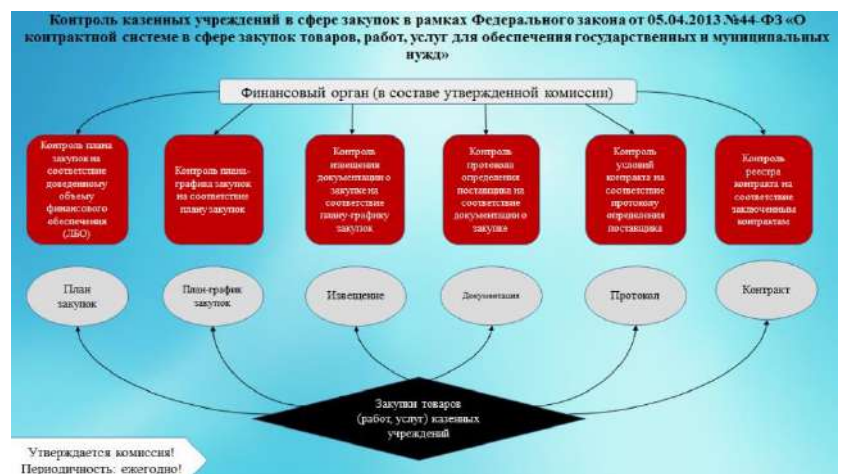 Контроль казенных учреждений в сфере закупок в рамках Федерального закона от 05.04.2013 №44-ФЗ «О
контрактной системе в сфере закупок товаров, работ, услуг для обеспечения государственных и муниципальных
нужд»
Финансовый орган (в составе утвержденной комиссии)
Контроль плана
закупок на
соответствие
доведенному
объему
финансового
обеспечения
(ЛБО)
Контроль плана-
графика закупок
на соответствие
плану закупок
Контроль
извещения
документации о
закупке на
соответствие
плану-графику
закупок
Контроль
протокола
определения
поставщика на
соответствие
документации о
закупке
Контроль
условий
контракта на
соответствие
протоколу
определения
поставщика
Контроль
реестра
контракта на
соответствие
заключенным
контрактам
План
закупок
План-график
закупок
Извещение
Документация
Протокол
Контракт
Закупки товаров
(работ, услуг) казенных
учреждений
Утверждается комиссия!
Периодичность: ежегодно!